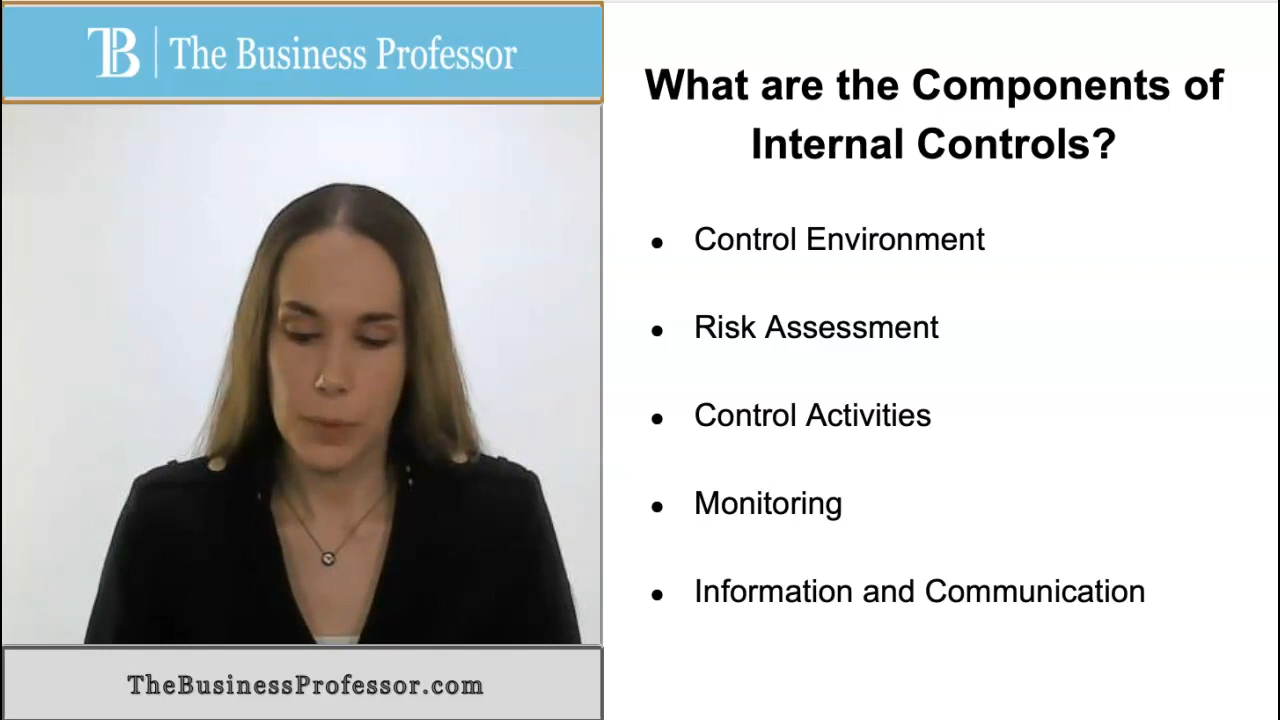 TB The Business Professor
What are the Components of
Internal Controls?
• Control Environment
• Risk Assessment
• Control Activities
• Monitoring
• Information and Communication
TheBusinessProfessor.com